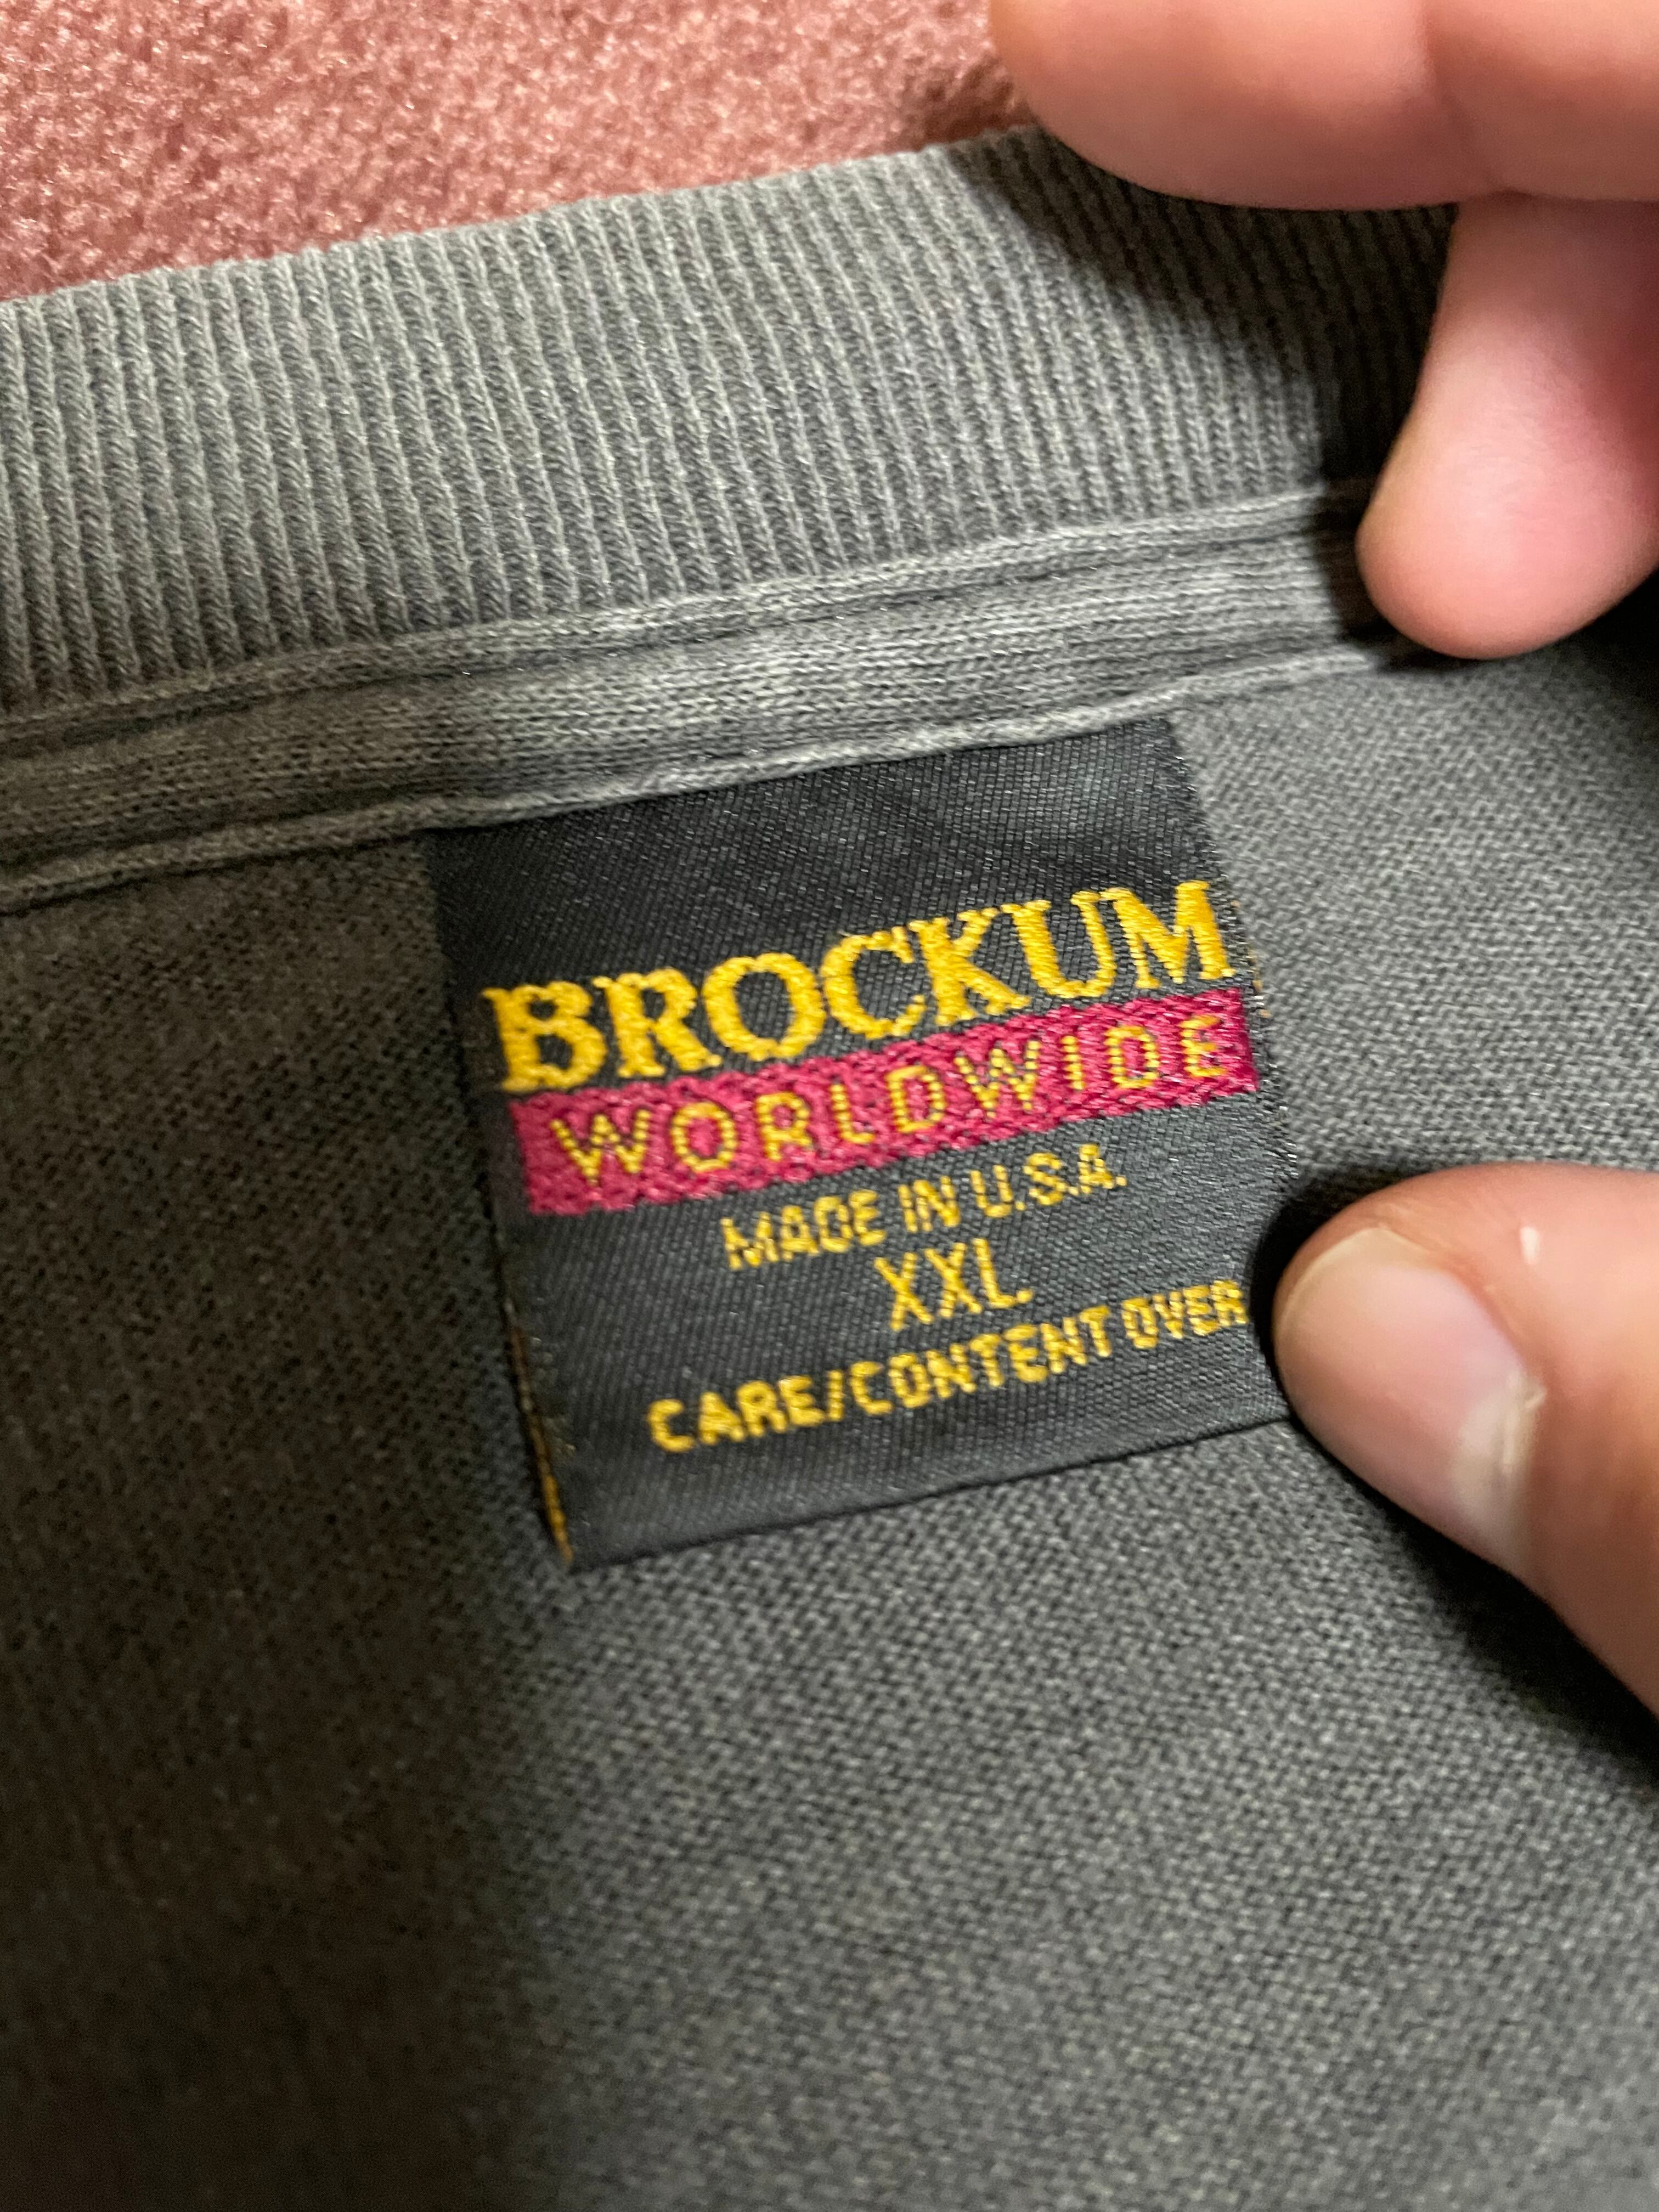 BROCKUM
WORLDWIDE
MADE IN U.S.A.
XXL
CARE/CONTENT OVER